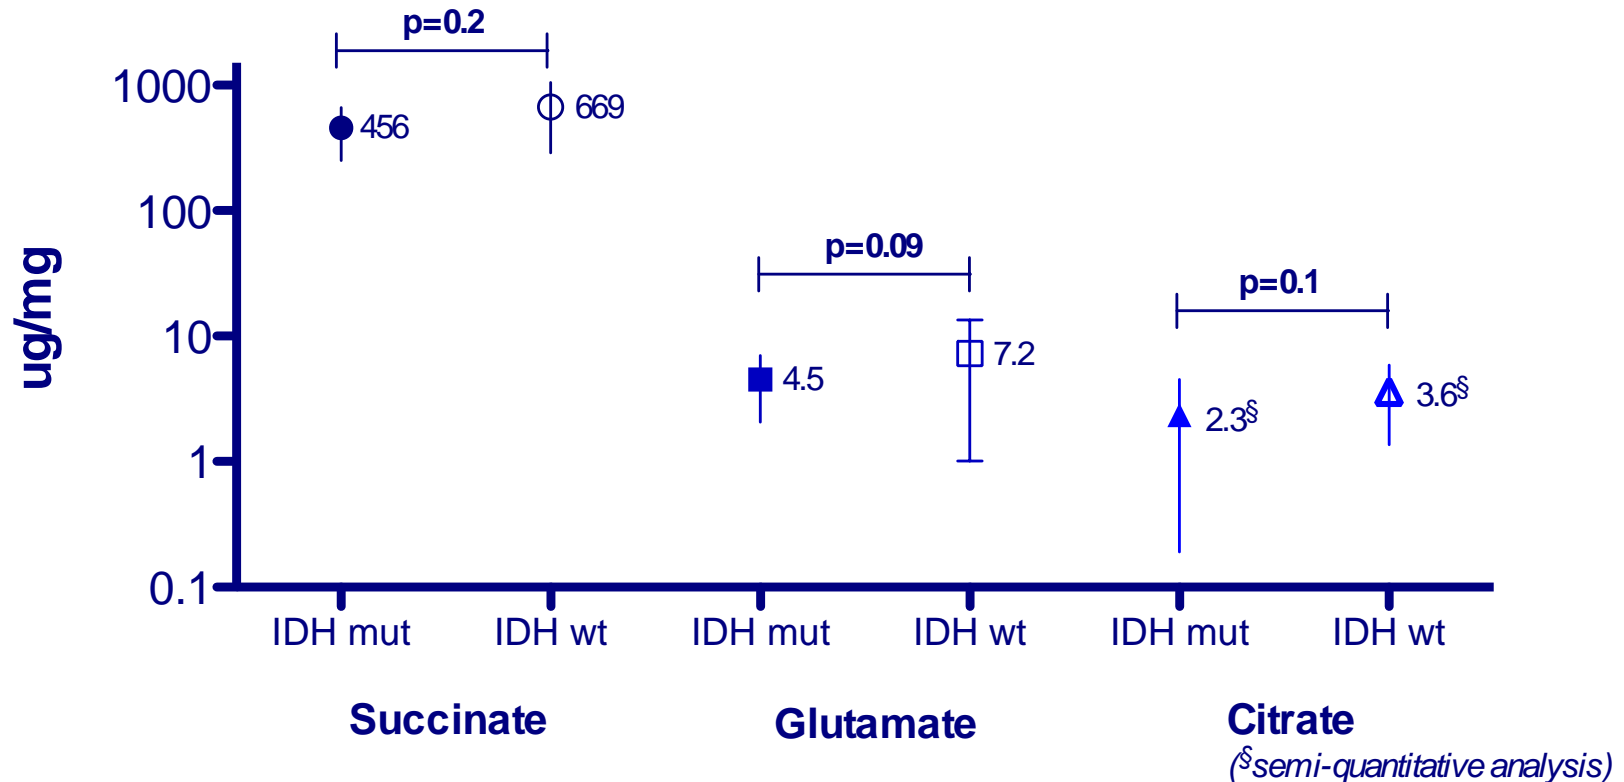 p=0.2
1000
456
669
100
p=0.09
ug/mg
p=0.1
10
4.5
7.2
2.3§
3.6§
1
0.1
IDH mut IDH wt IDH mut IDH wt IDH mut IDH wt
Succinate Glutamate Citrate
(§semi-quantitative analysis)